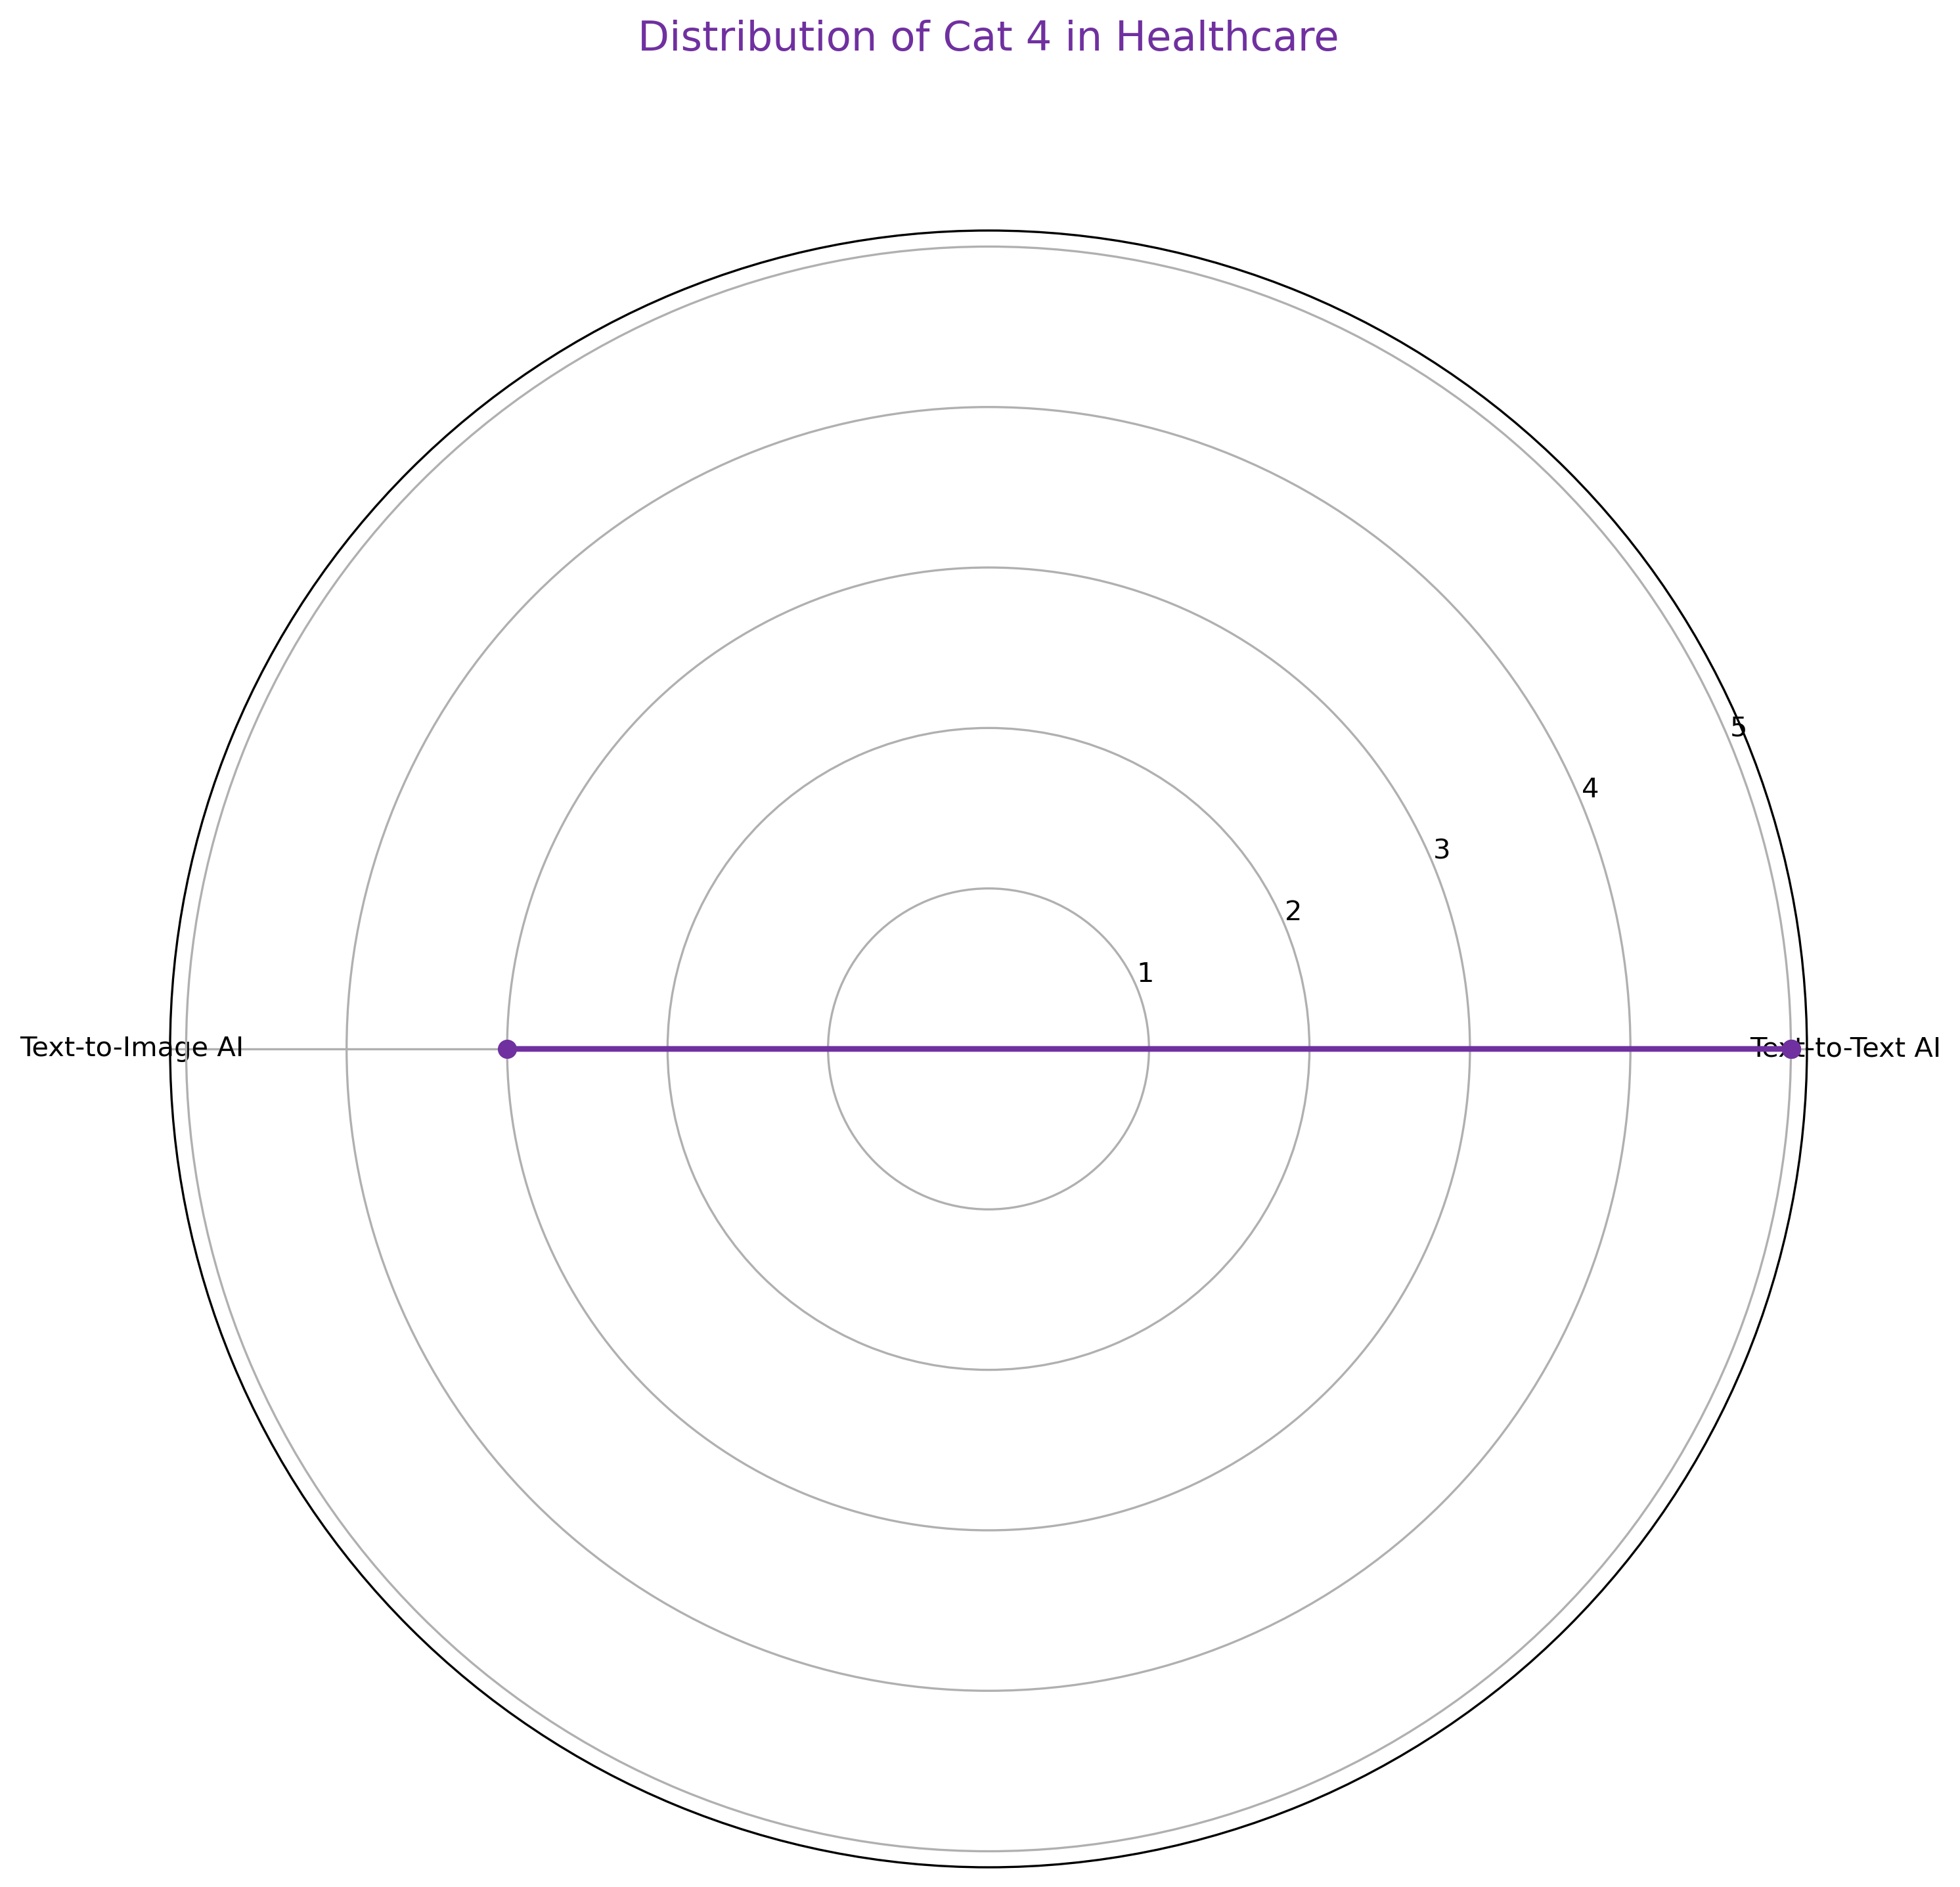 Distribution of Cat 4 in Healthcare
5
4
3
2
1
Text-to-Image AI
Text-to-Text AI